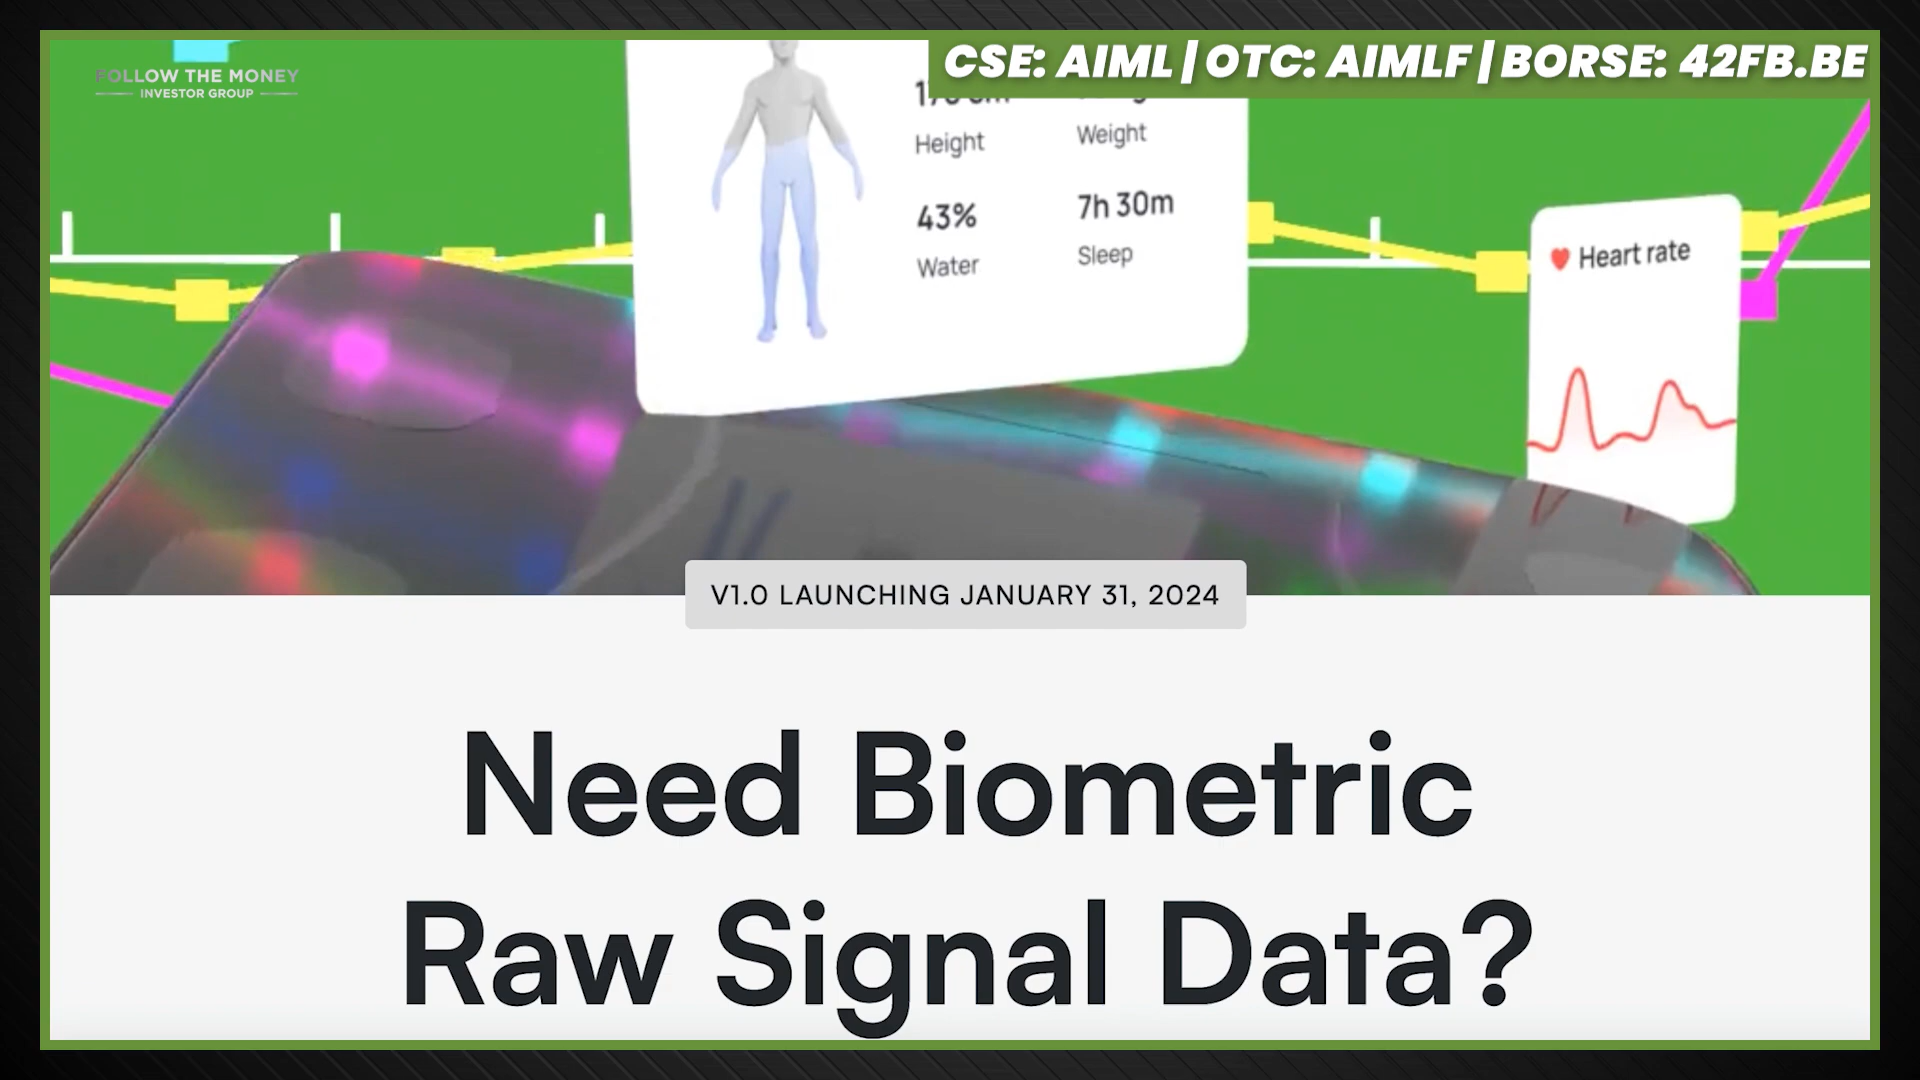 FOLLOW THE MONEY
INVESTOR GROUP
CSE: AIML | OTC: AIMLF | BORSE: 42FB.BE
Height
Weight
43%
7h 30m
Water
Sleep
Heart rate
V1.0 LAUNCHING JANUARY 31, 2024
Need Biometric
Raw Signal Data?